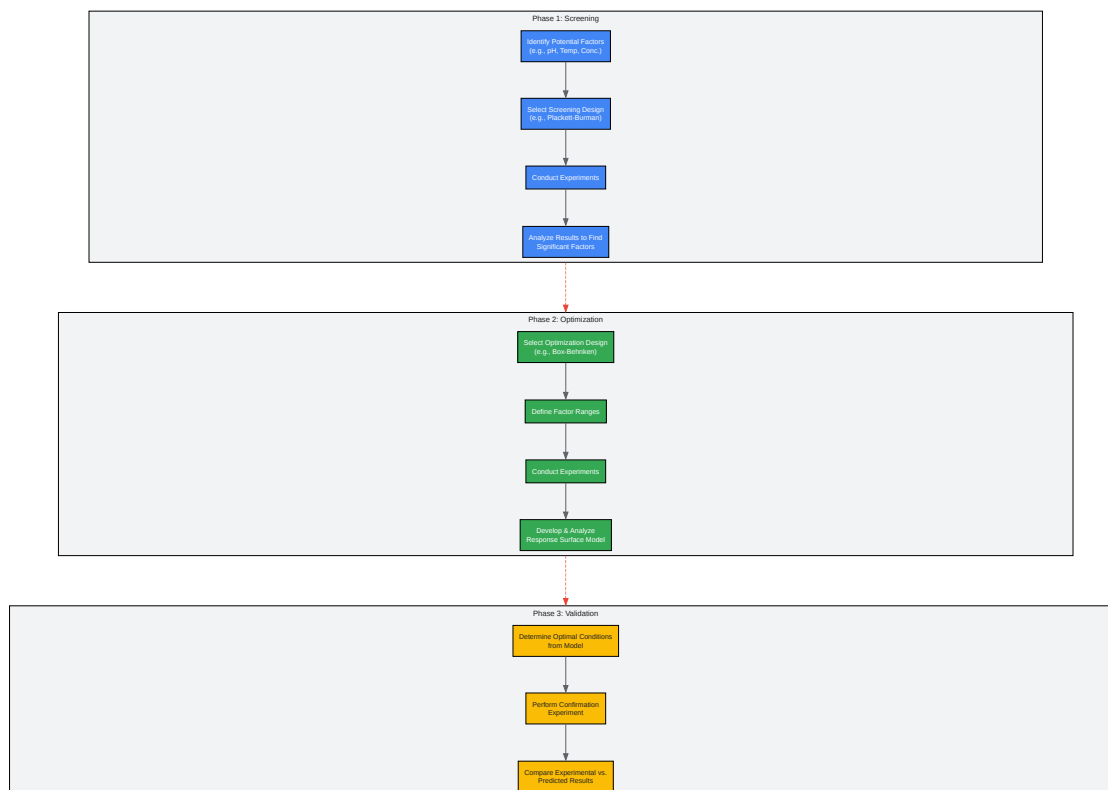 Phase 1: Screening
Identify Potential Factors
(e.g., pH, Temp, Conc.)
Select Screening Design
(e.g., Plackett-Burman)
Conduct Experiments
Analyze Results to Find
Significant Factors
Phase 2: Optimization
Select Optimization Design
(e.g., Box-Behnken)
Define Factor Ranges
Conduct Experiments
Develop & Analyze
Response Surface Model
Phase 3: Validation
Determine Optimal Conditions
from Model
Perform Confirmation
Experiment
Compare Experimental vs.
Predicted Results